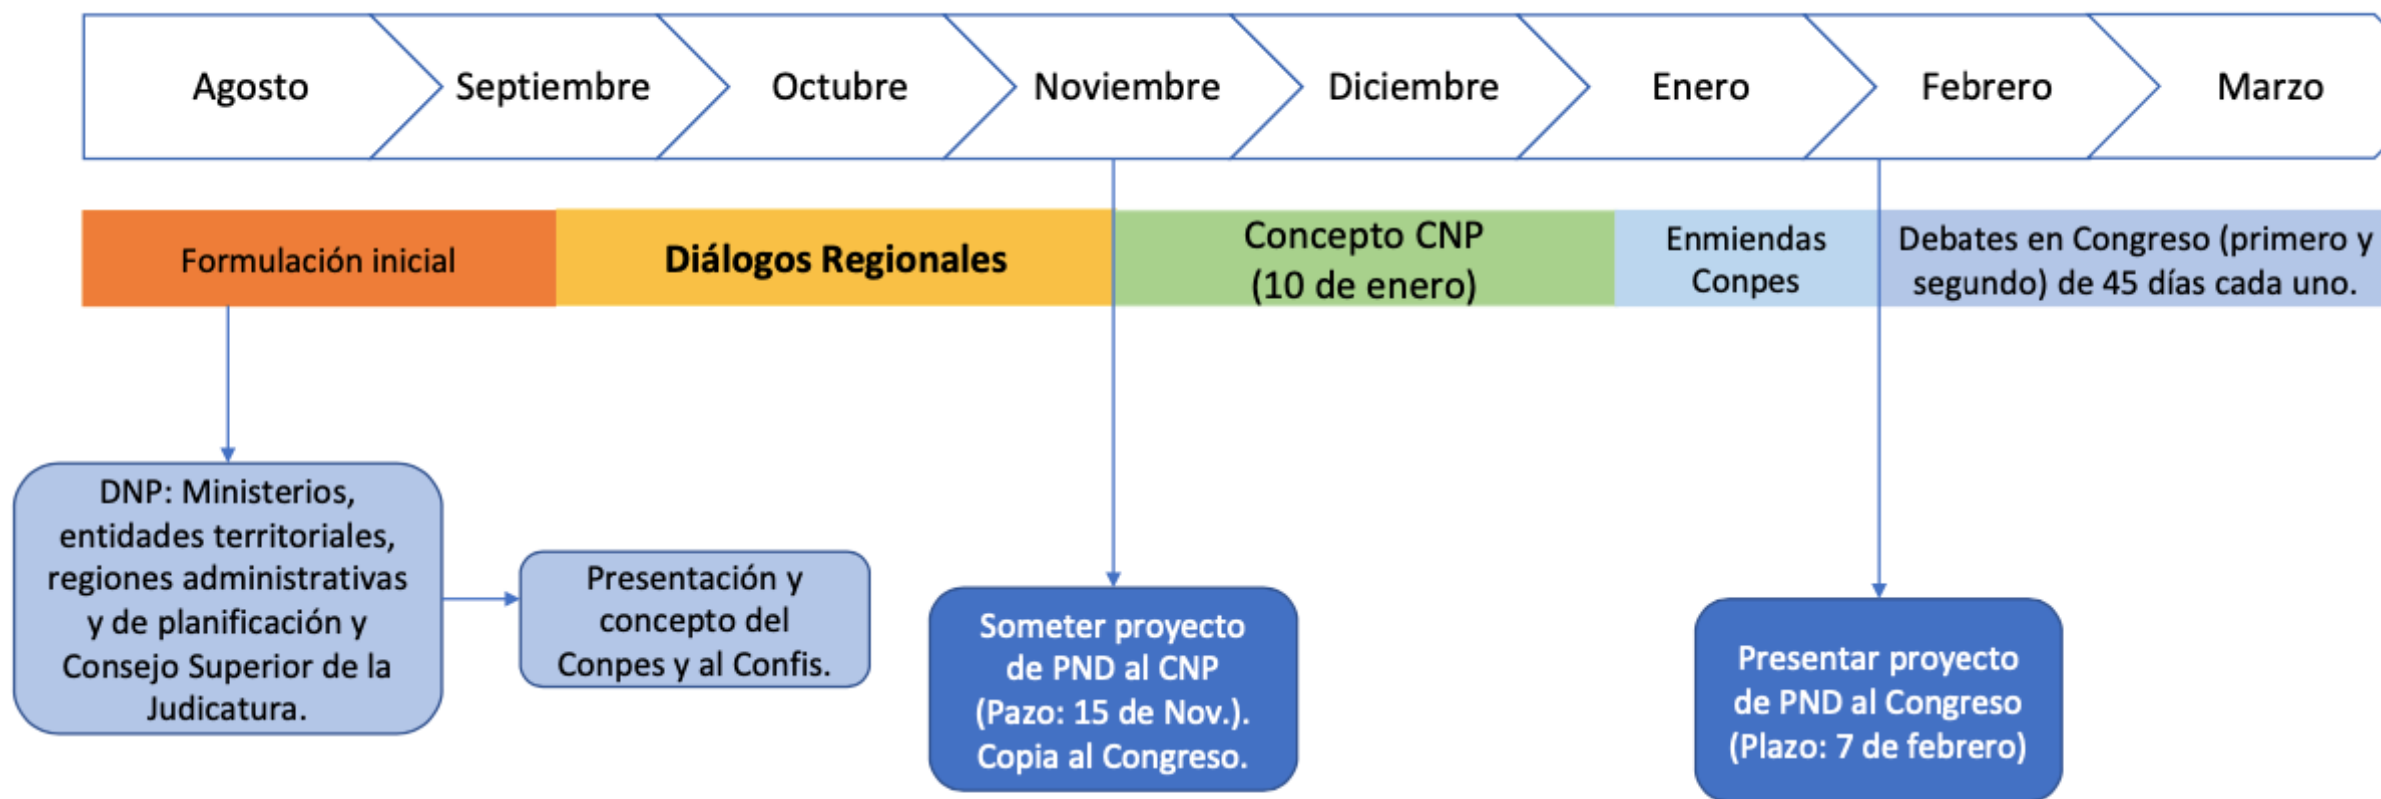 Agosto
Septiembre
Octubre
Noviembre
Diciembre
Enero
Febrero
Marzo
Formulación inicial
Diálogos Regionales
Concepto CNP
(10 de enero)
Enmiendas
Conpes
Debates en Congreso (primero y
segundo) de 45 días cada uno.
DNP: Ministerios,
entidades territoriales,
regiones administrativas
y de planificación y
Consejo Superior de la
Judicatura.
Presentación y
concepto del
Conpes y al Confis.
Someter proyecto
de PND al CNP
(Pazo: 15 de Nov.).
Copia al Congreso.
Presentar proyecto
de PND al Congreso
(Plazo: 7 de febrero)